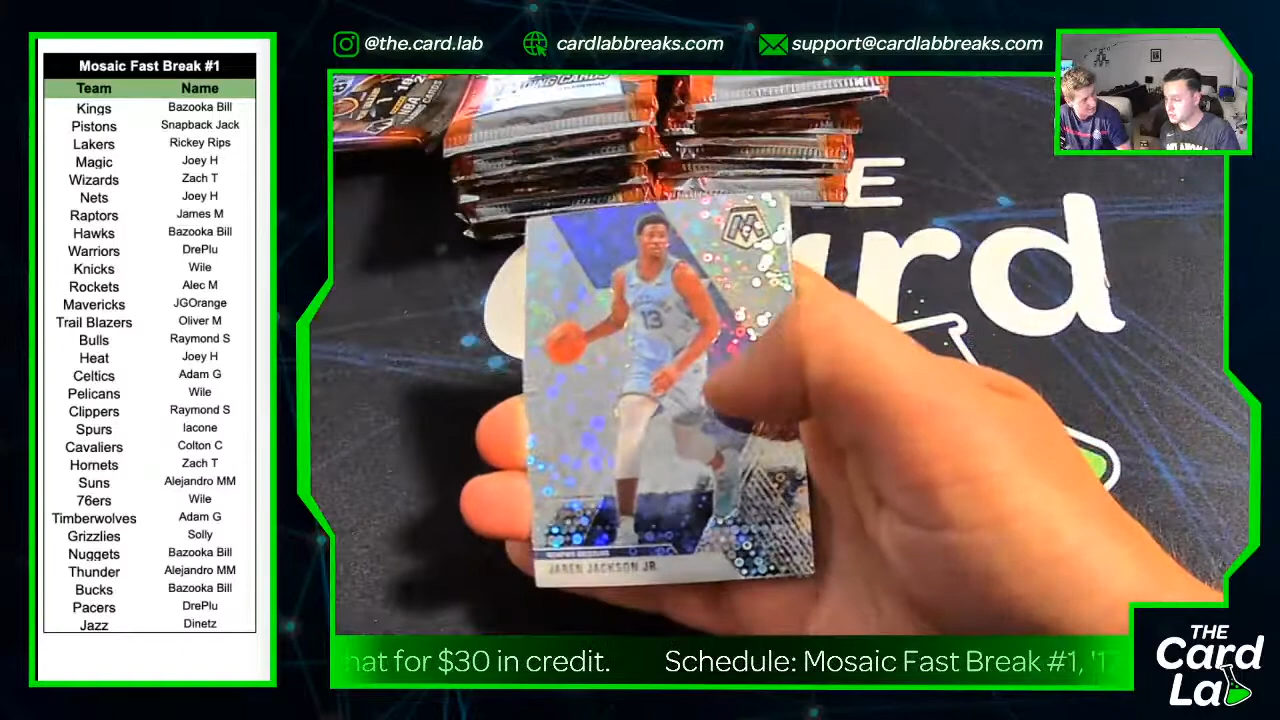 @the.card.lab
cardlabbreaks.com
support@cardlabbreaks.com
Mosaic Fast Break #1
Team Name
Kings Bazooka Bill
Pistons Snapback Jack
Lakers Rickey Rips
Magic Joey H
Wizards Zach T
Nets Joey H
Raptors James M
Hawks Bazooka Bill
Warriors DrePlu
Knicks Wile
Rockets Alec M
Mavericks JGOrange
Trail Blazers Oliver M
Bulls Raymond S
Heat Joey H
Celtics Adam G
Pelicans Wile
Clippers Raymond S
Spurs Iacone
Cavaliers Colton C
Hornets Zach T
Suns Alejandro MM
76ers Wile
Timberwolves Adam G
Grizzlies Solly
Nuggets Bazooka Bill
Thunder Alejandro MM
Bucks Bazooka Bill
Pacers DrePlu
Jazz Dinetz
CARDS
E
ard
13
JAREN JACKSON JR.
hat for $30 in credit. Schedule: Mosaic Fast Break #1, '1
THE
Card
Lab